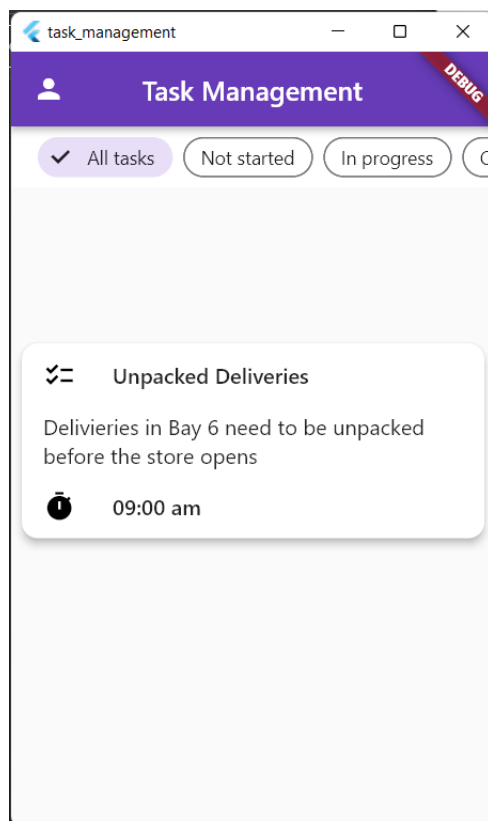 task_management
Task Management
DEBUG
All tasks
Not started
In progress
Unpacked Deliveries
Delivieries in Bay 6 need to be unpacked
before the store opens
09:00 am